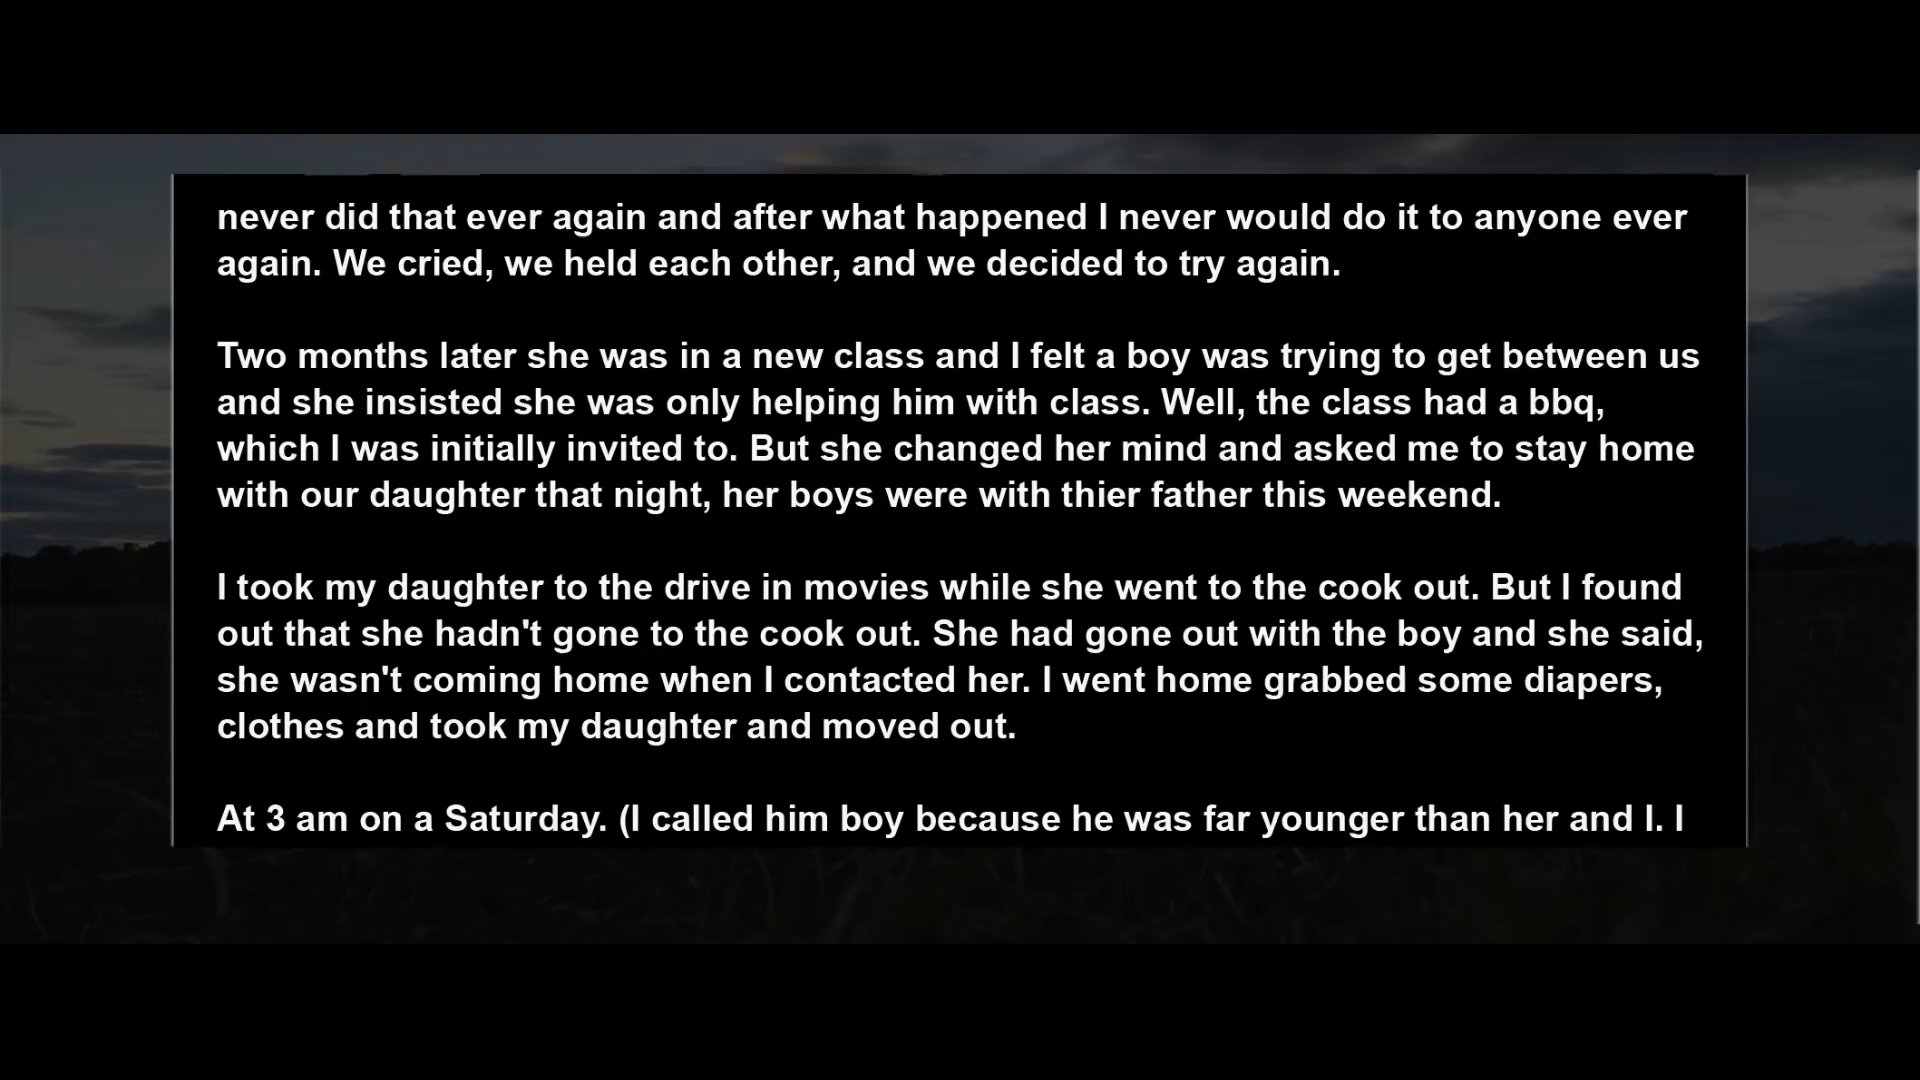 never did that ever again and after what happened I never would do it to anyone ever
again. We cried, we held each other, and we decided to try again.
Two months later she was in a new class and I felt a boy was trying to get between us
and she insisted she was only helping him with class. Well, the class had a bbq,
which I was initially invited to. But she changed her mind and asked me to stay home
with our daughter that night, her boys were with thier father this weekend.
I took my daughter to the drive in movies while she went to the cook out. But I found
out that she hadn't gone to the cook out. She had gone out with the boy and she said,
she wasn't coming home when I contacted her. I went home grabbed some diapers,
clothes and took my daughter and moved out.
At 3 am on a Saturday. (I called him boy because he was far younger than her and I. I